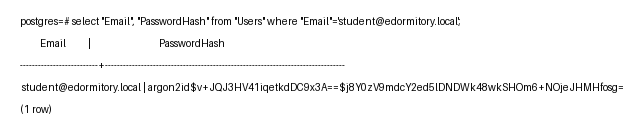 postgres=# select "Email", "PasswordHash" from "Users" where "Email"='student@edormitory.local';
Email | PasswordHash
---------------------------+------------------------------------------------------------------------------------
student@edormitory.local | argon2id$v+JQJ3HV41iqetkdDC9x3A==$j8Y0zV9mdcY2ed5lDNDWk48wkSHOm6+NOjeJHMHfosg=
(1 row)